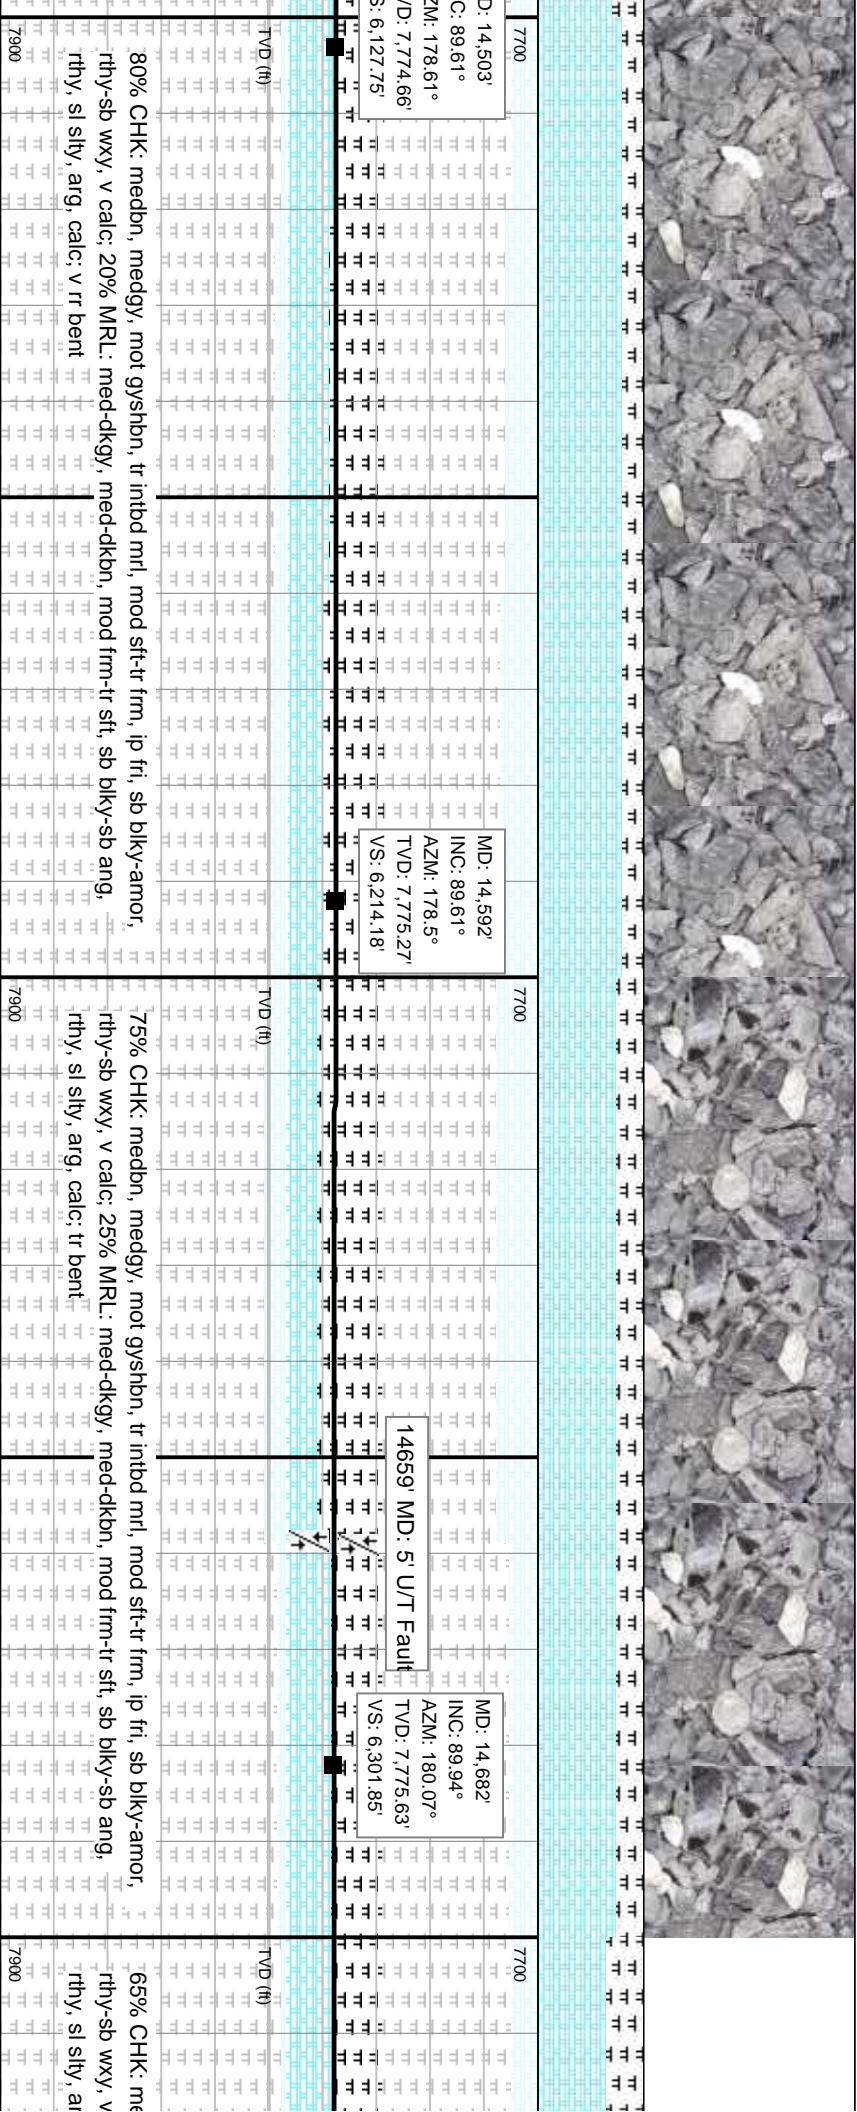 D: 14,503'
C: 89.61°
ZM: 178.61°
VD: 7,774.66'
S: 6,127.75'
7700
TVD (ft)
7900
80% CHK: medbn, medgy, mot gyshbn, tr intbd mrl, mod sft-tr frm, ip fri, sb blky-amor,
rthy-sb wxy, v calc; 20% MRL: med-dkgy, med-dkbn, mod frm-tr sft, sb blky-sb ang,
rthy, sl slty, arg, calc; v rr bent
MD: 14,592'
INC: 89.61°
AZM: 178.5°
TVD: 7,775.27'
VS: 6,214.18'
7700
TVD (ft)
7900
75% CHK: medbn, medgy, mot gyshbn, tr intbd mrl, mod sft-tr frm, ip fri, sb blky-amor,
rthy-sb wxy, v calc; 25% MRL: med-dkgy, med-dkbn, mod frm-tr sft, sb blky-sb ang,
rthy, sl slty, arg, calc; tr bent
14659' MD: 5' U/T Fault
MD: 14,682'
INC: 89.94°
AZM: 180.07°
TVD: 7,775.63'
VS: 6,301.85'
7700
TVD (ft)
7900
65% CHK: me
rthy-sb wxy, v
rthy, sl slty, ar